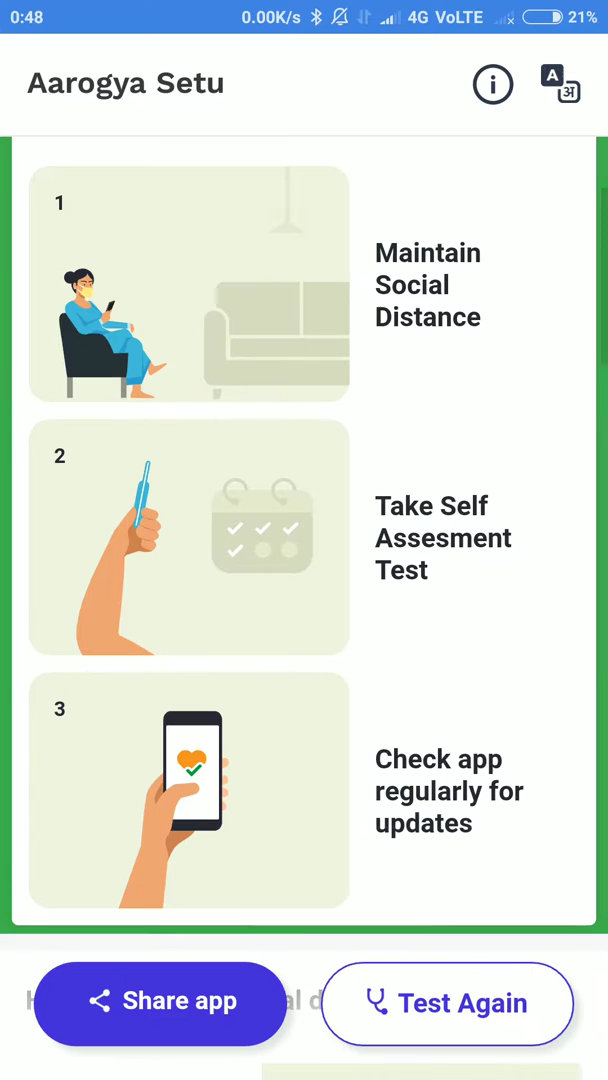 0:48 0.00K/s 4G VoLTE 21%
Aarogya Setu
A अ
1
Maintain
Social
Distance
2
Take Self
Assesment
Test
3
Check app
regularly for
updates
Share app
Test Again